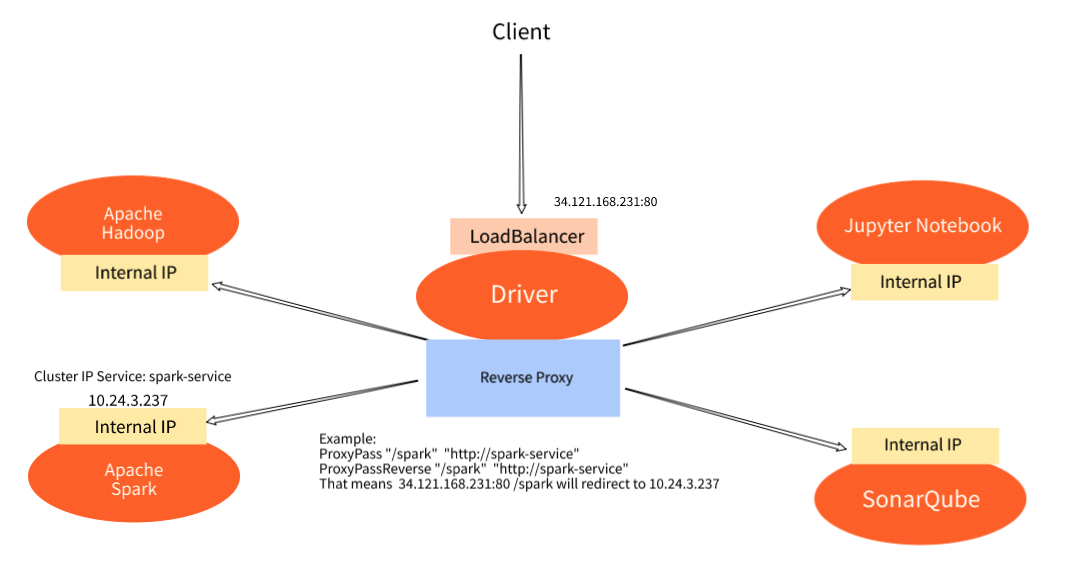 Client
34.121.168.231:80
LoadBalancer
Driver
Apache
Hadoop
Internal IP
Jupyter Notebook
Internal IP
Reverse Proxy
Cluster IP Service: spark-service
10.24.3.237
Internal IP
Apache
Spark
Example:
ProxyPass "/spark" "http://spark-service"
ProxyPassReverse "/spark" "http://spark-service"
That means 34.121.168.231:80 /spark will redirect to 10.24.3.237
Internal IP
SonarQube